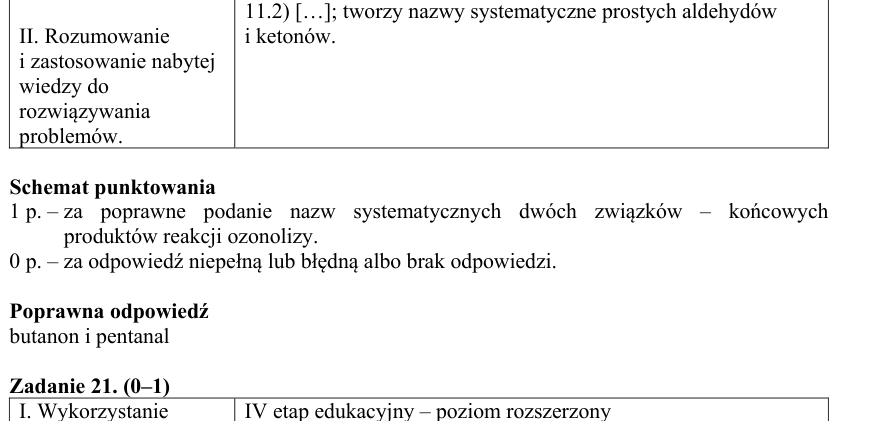 11.2) […]; tworzy nazwy systematyczne prostych aldehydów
i ketonów.
II. Rozumowanie
i zastosowanie nabytej
wiedzy do
rozwiązywania
problemów.
Schemat punktowania
1 p. – za poprawne podanie nazw systematycznych dwóch związków – końcowych
produktów reakcji ozonolizy.
0 p. – za odpowiedź niepełną lub błędną albo brak odpowiedzi.
Poprawna odpowiedź
butanon i pentanal
Zadanie 21. (0–1)
I. Wykorzystanie
IV etap edukacyjny – poziom rozszerzony